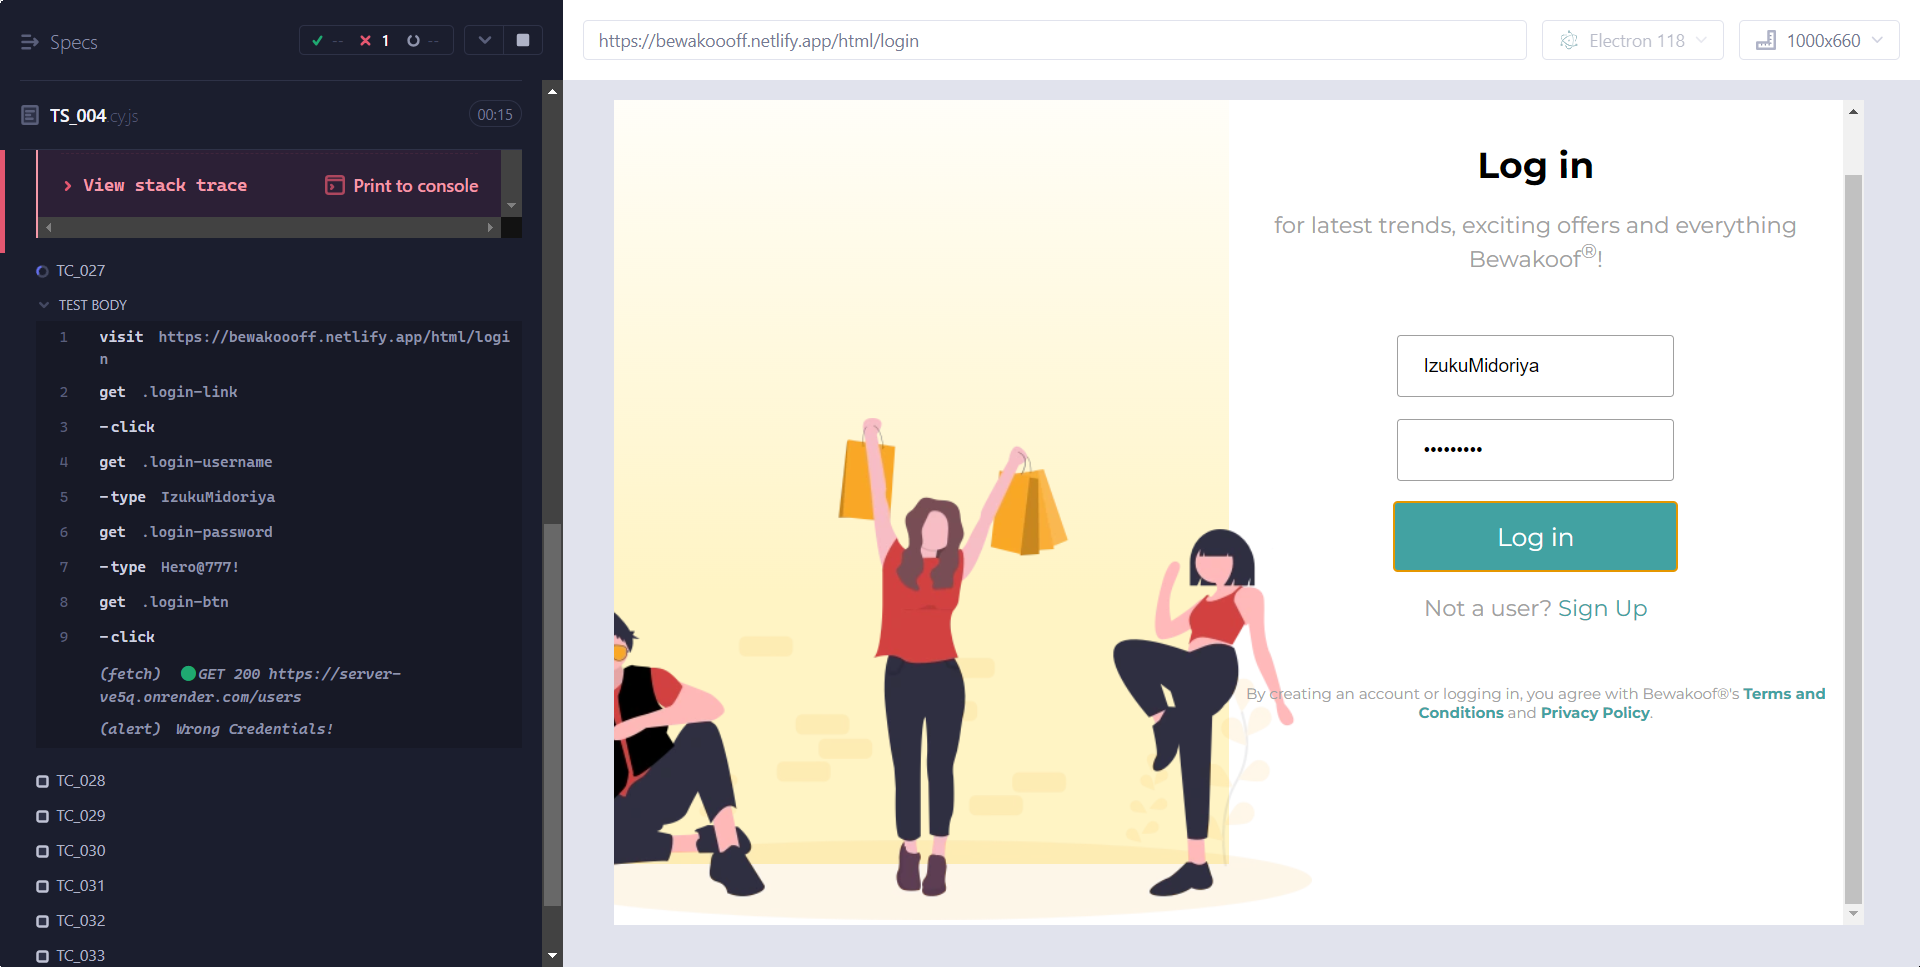 Specs
-- 1 --
TS_004.cy.js
00:15
View stack trace
Print to console
TC_027
TEST BODY
1 visit https://bewakoooff.netlify.app/html/logi
n
2 get .login-link
3 -click
4 get .login-username
5 -type IzukuMidoriya
6 get .login-password
7 -type Hero@777!
8 get .login-btn
9 -click
(fetch) GET 200 https://server-
ve5q.onrender.com/users
(alert) Wrong Credentials!
TC_028
TC_029
TC_030
TC_031
TC_032
TC_033
https://bewakoooff.netlify.app/html/login
Electron 118
1000x660
Log in
for latest trends, exciting offers and everything
Bewakoof®!
IzukuMidoriya
•••••••••
Log in
Not a user? Sign Up
By creating an account or logging in, you agree with Bewakoof®'s Terms and
Conditions and Privacy Policy.